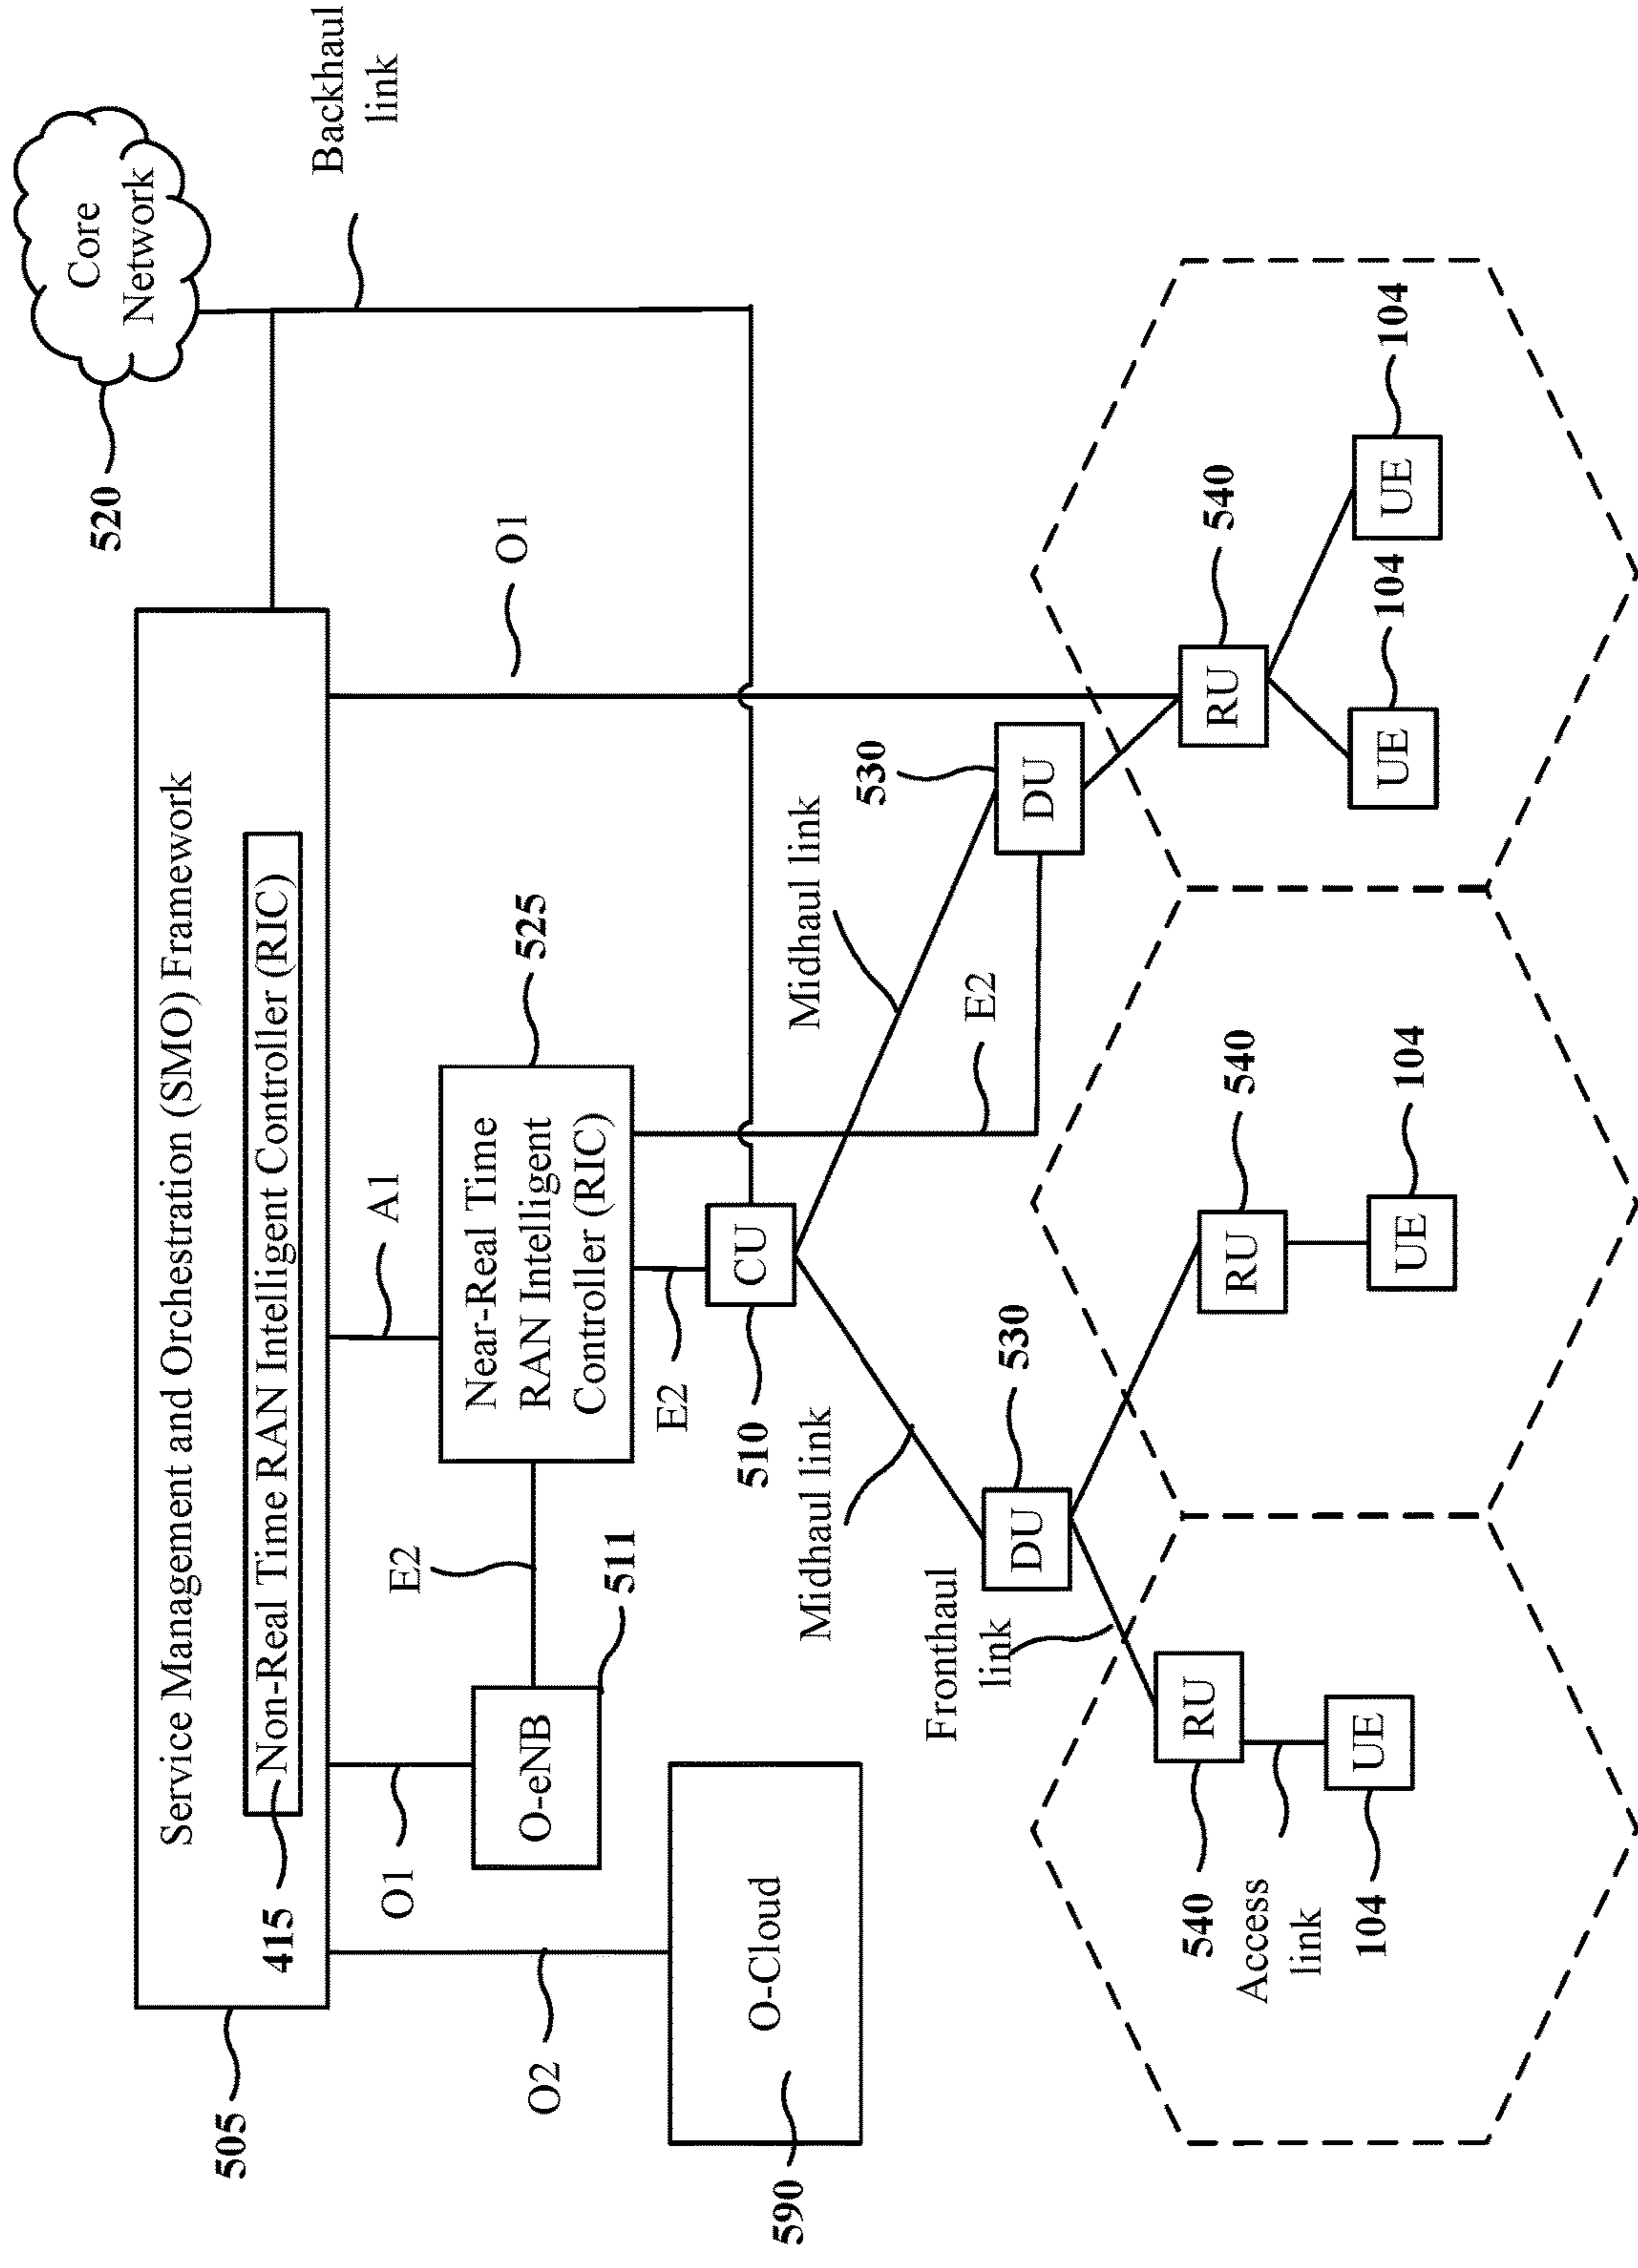 520
Core
Network
Backhaul
link
505
Service Management and Orchestration (SMO) Framework
415
Non-Real Time RAN Intelligent Controller (RIC)
O2
O1
E2
A1
O1
O-eNB
511
Near-Real Time
RAN Intelligent
Controller (RIC)
525
590
O-Cloud
E2
510
CU
Midhaul link
Midhaul link
530
DU
E2
530
DU
Fronthaul
link
540
RU
Access
link
104
UE
RU
540
UE
104
RU
540
UE
104
UE
104